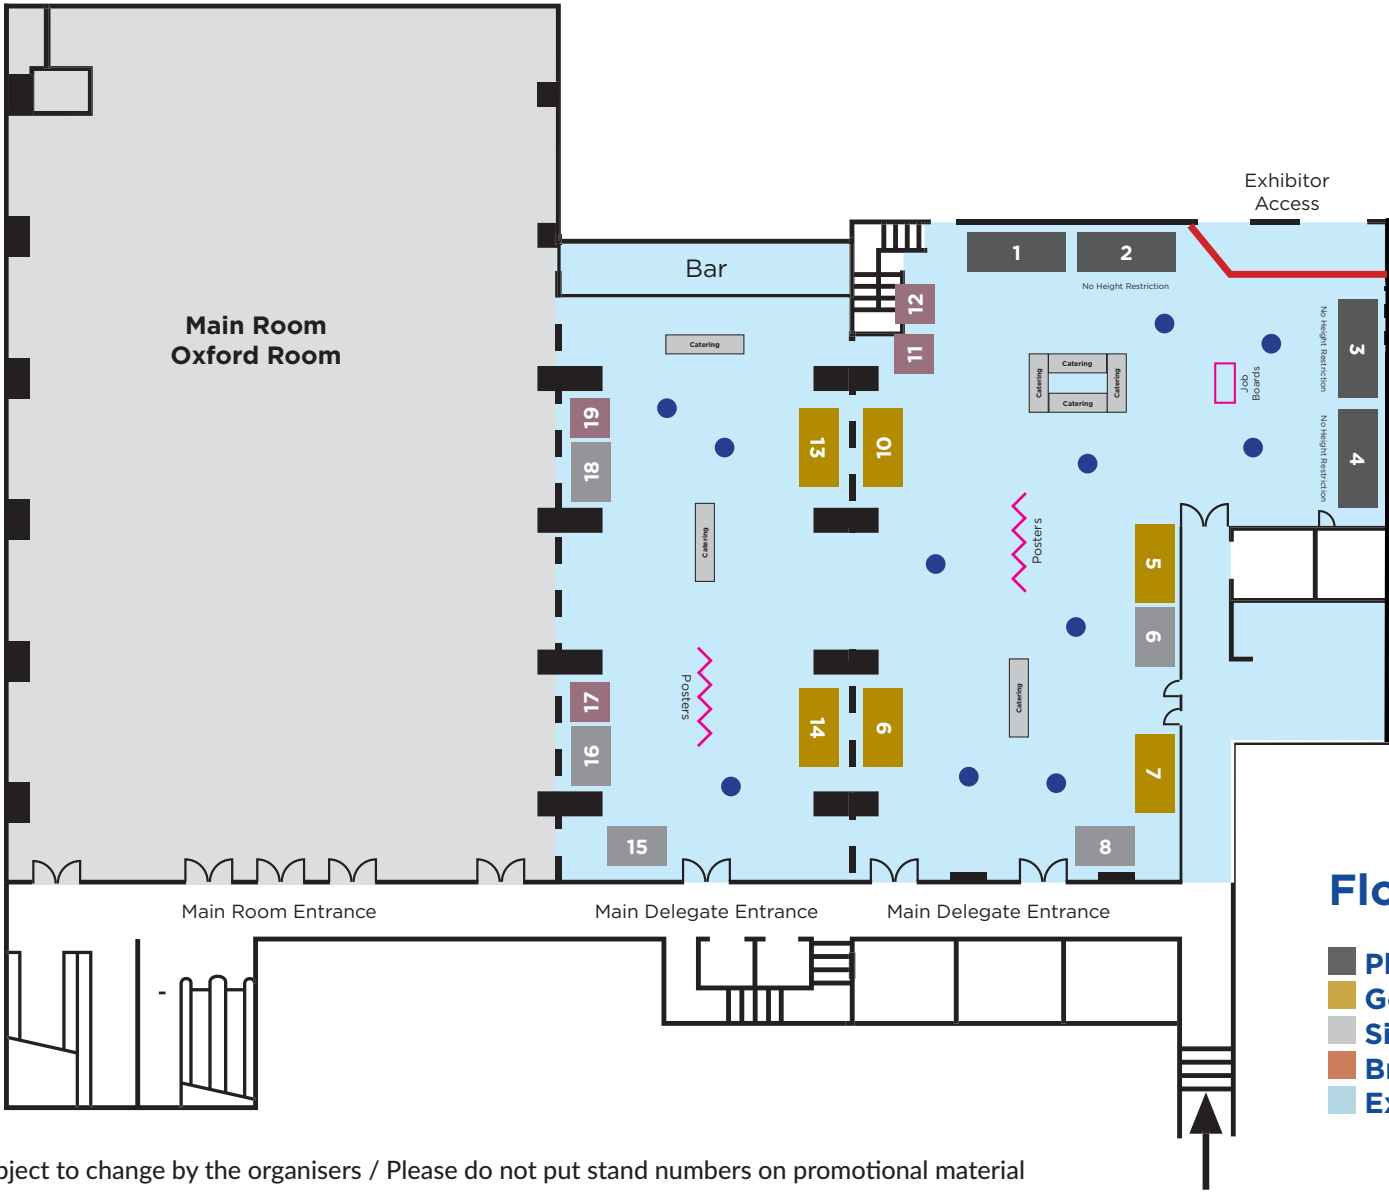 Exhibitor
Access
Bar
1
2
No Height Restriction
12
11
Main Room
Oxford Room
Catering
Catering
Catering
Catering
Catering
Job
Boards
No Height Restriction
3
No Height Restriction
4
19
18
13
10
Catering
Posters
5
6
Posters
Catering
17
16
14
9
7
15
8
Main Room Entrance
Main Delegate Entrance
Main Delegate Entrance
Flo
Pl
G
Si
Br
Ex
bject to change by the organisers / Please do not put stand numbers on promotional material